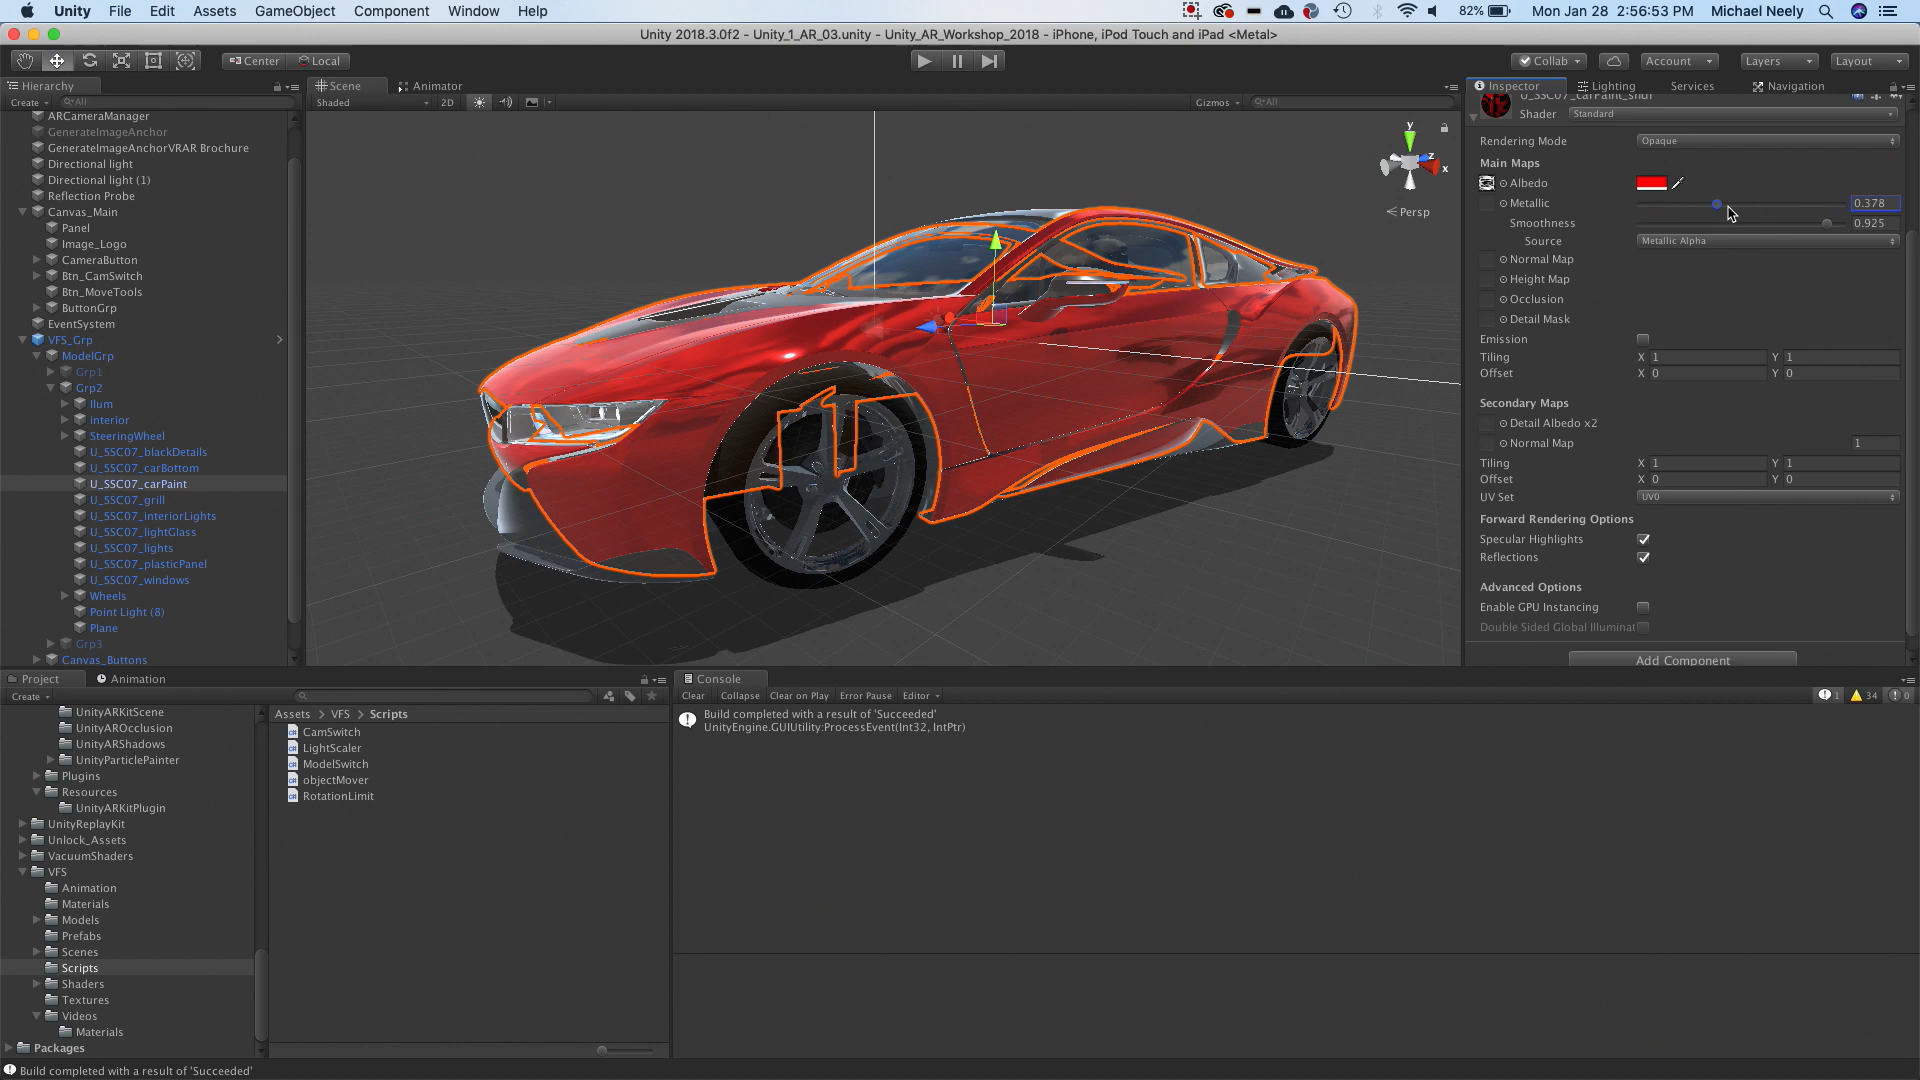 Unity File Edit Assets GameObject Component Window Help
82% Mon Jan 28 2:56:53 PM Michael Neely
Unity 2018.3.0f2 - Unity_1_AR_03.unity - Unity_AR_Workshop_2018 - iPhone, iPod Touch and iPad <Metal>
Center Local
Collab Account Layers Layout
Hierarchy
Create All
ARCameraManager
GenerateImageAnchor
GenerateImageAnchorVRAR Brochure
Directional light
Directional light (1)
Reflection Probe
Canvas_Main
Panel
Image_Logo
CameraButton
Btn_CamSwitch
Btn_MoveTools
ButtonGrp
EventSystem
VFS_Grp
ModelGrp
Grp1
Grp2
Ilum
interior
SteeringWheel
U_SSC07_blackDetails
U_SSC07_carBottom
U_SSC07_carPaint
U_SSC07_grill
U_SSC07_interiorLights
U_SSC07_lightGlass
U_SSC07_lights
U_SSC07_plasticPanel
U_SSC07_windows
Wheels
Point Light (8)
Plane
Grp3
Canvas_Buttons
Scene Animator
Shaded 2D Gizmos All
y
z
x
Persp
Inspector Lighting Services Navigation
U_SSC07_carPaint_shdr
Shader Standard
Rendering Mode Opaque
Main Maps
Albedo
Metallic 0.378
Smoothness 0.925
Source Metallic Alpha
Normal Map
Height Map
Occlusion
Detail Mask
Emission
Tiling X 1 Y 1
Offset X 0 Y 0
Secondary Maps
Detail Albedo x2
Normal Map 1
Tiling X 1 Y 1
Offset X 0 Y 0
UV Set UV0
Forward Rendering Options
Specular Highlights
Reflections
Advanced Options
Enable GPU Instancing
Double Sided Global Illuminat
Add Component
Project Animation
Create
UnityARKitScene
UnityAROcclusion
UnityARShadows
UnityParticlePainter
Plugins
Resources
UnityARKitPlugin
UnityReplayKit
Unlock_Assets
VacuumShaders
VFS
Animation
Materials
Models
Prefabs
Scenes
Scripts
Shaders
Textures
Videos
Materials
Packages
Assets > VFS > Scripts
CamSwitch
LightScaler
ModelSwitch
objectMover
RotationLimit
Console
Clear Collapse Clear on Play Error Pause Editor 1 34 0
Build completed with a result of 'Succeeded'
UnityEngine.GUIUtility:ProcessEvent(Int32, IntPtr)
Build completed with a result of 'Succeeded'